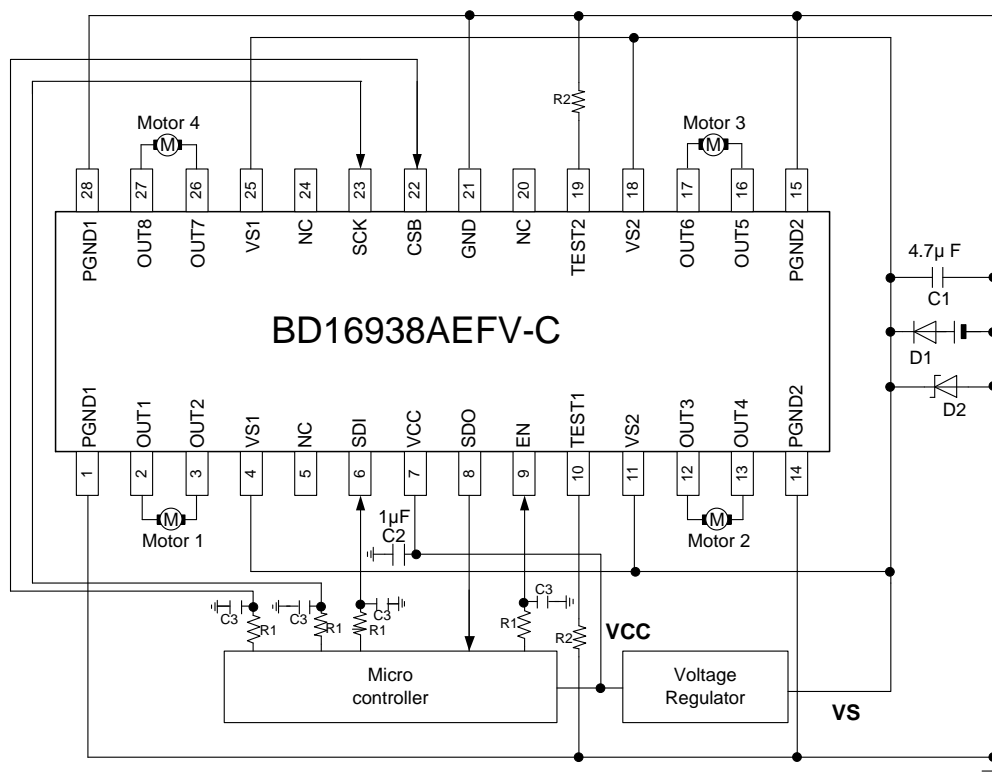 R2
Motor 4
M
Motor 3
M
28
27
26
25
24
23
22
21
20
19
18
17
16
15
PGND1
OUT8
OUT7
VS1
NC
SCK
CSB
GND
NC
TEST2
VS2
OUT6
OUT5
PGND2
4.7µ F
C1
BD16938AEFV-C
D1
D2
PGND1
OUT1
OUT2
VS1
NC
SDI
VCC
SDO
EN
TEST1
VS2
OUT3
OUT4
PGND2
1
2
3
4
5
6
7
8
9
10
11
12
13
14
M
Motor 1
1µF
C2
M
Motor 2
C3
R1
C3
R1
C3
R1
C3
R1
R2
VCC
Micro
controller
Voltage
Regulator
VS